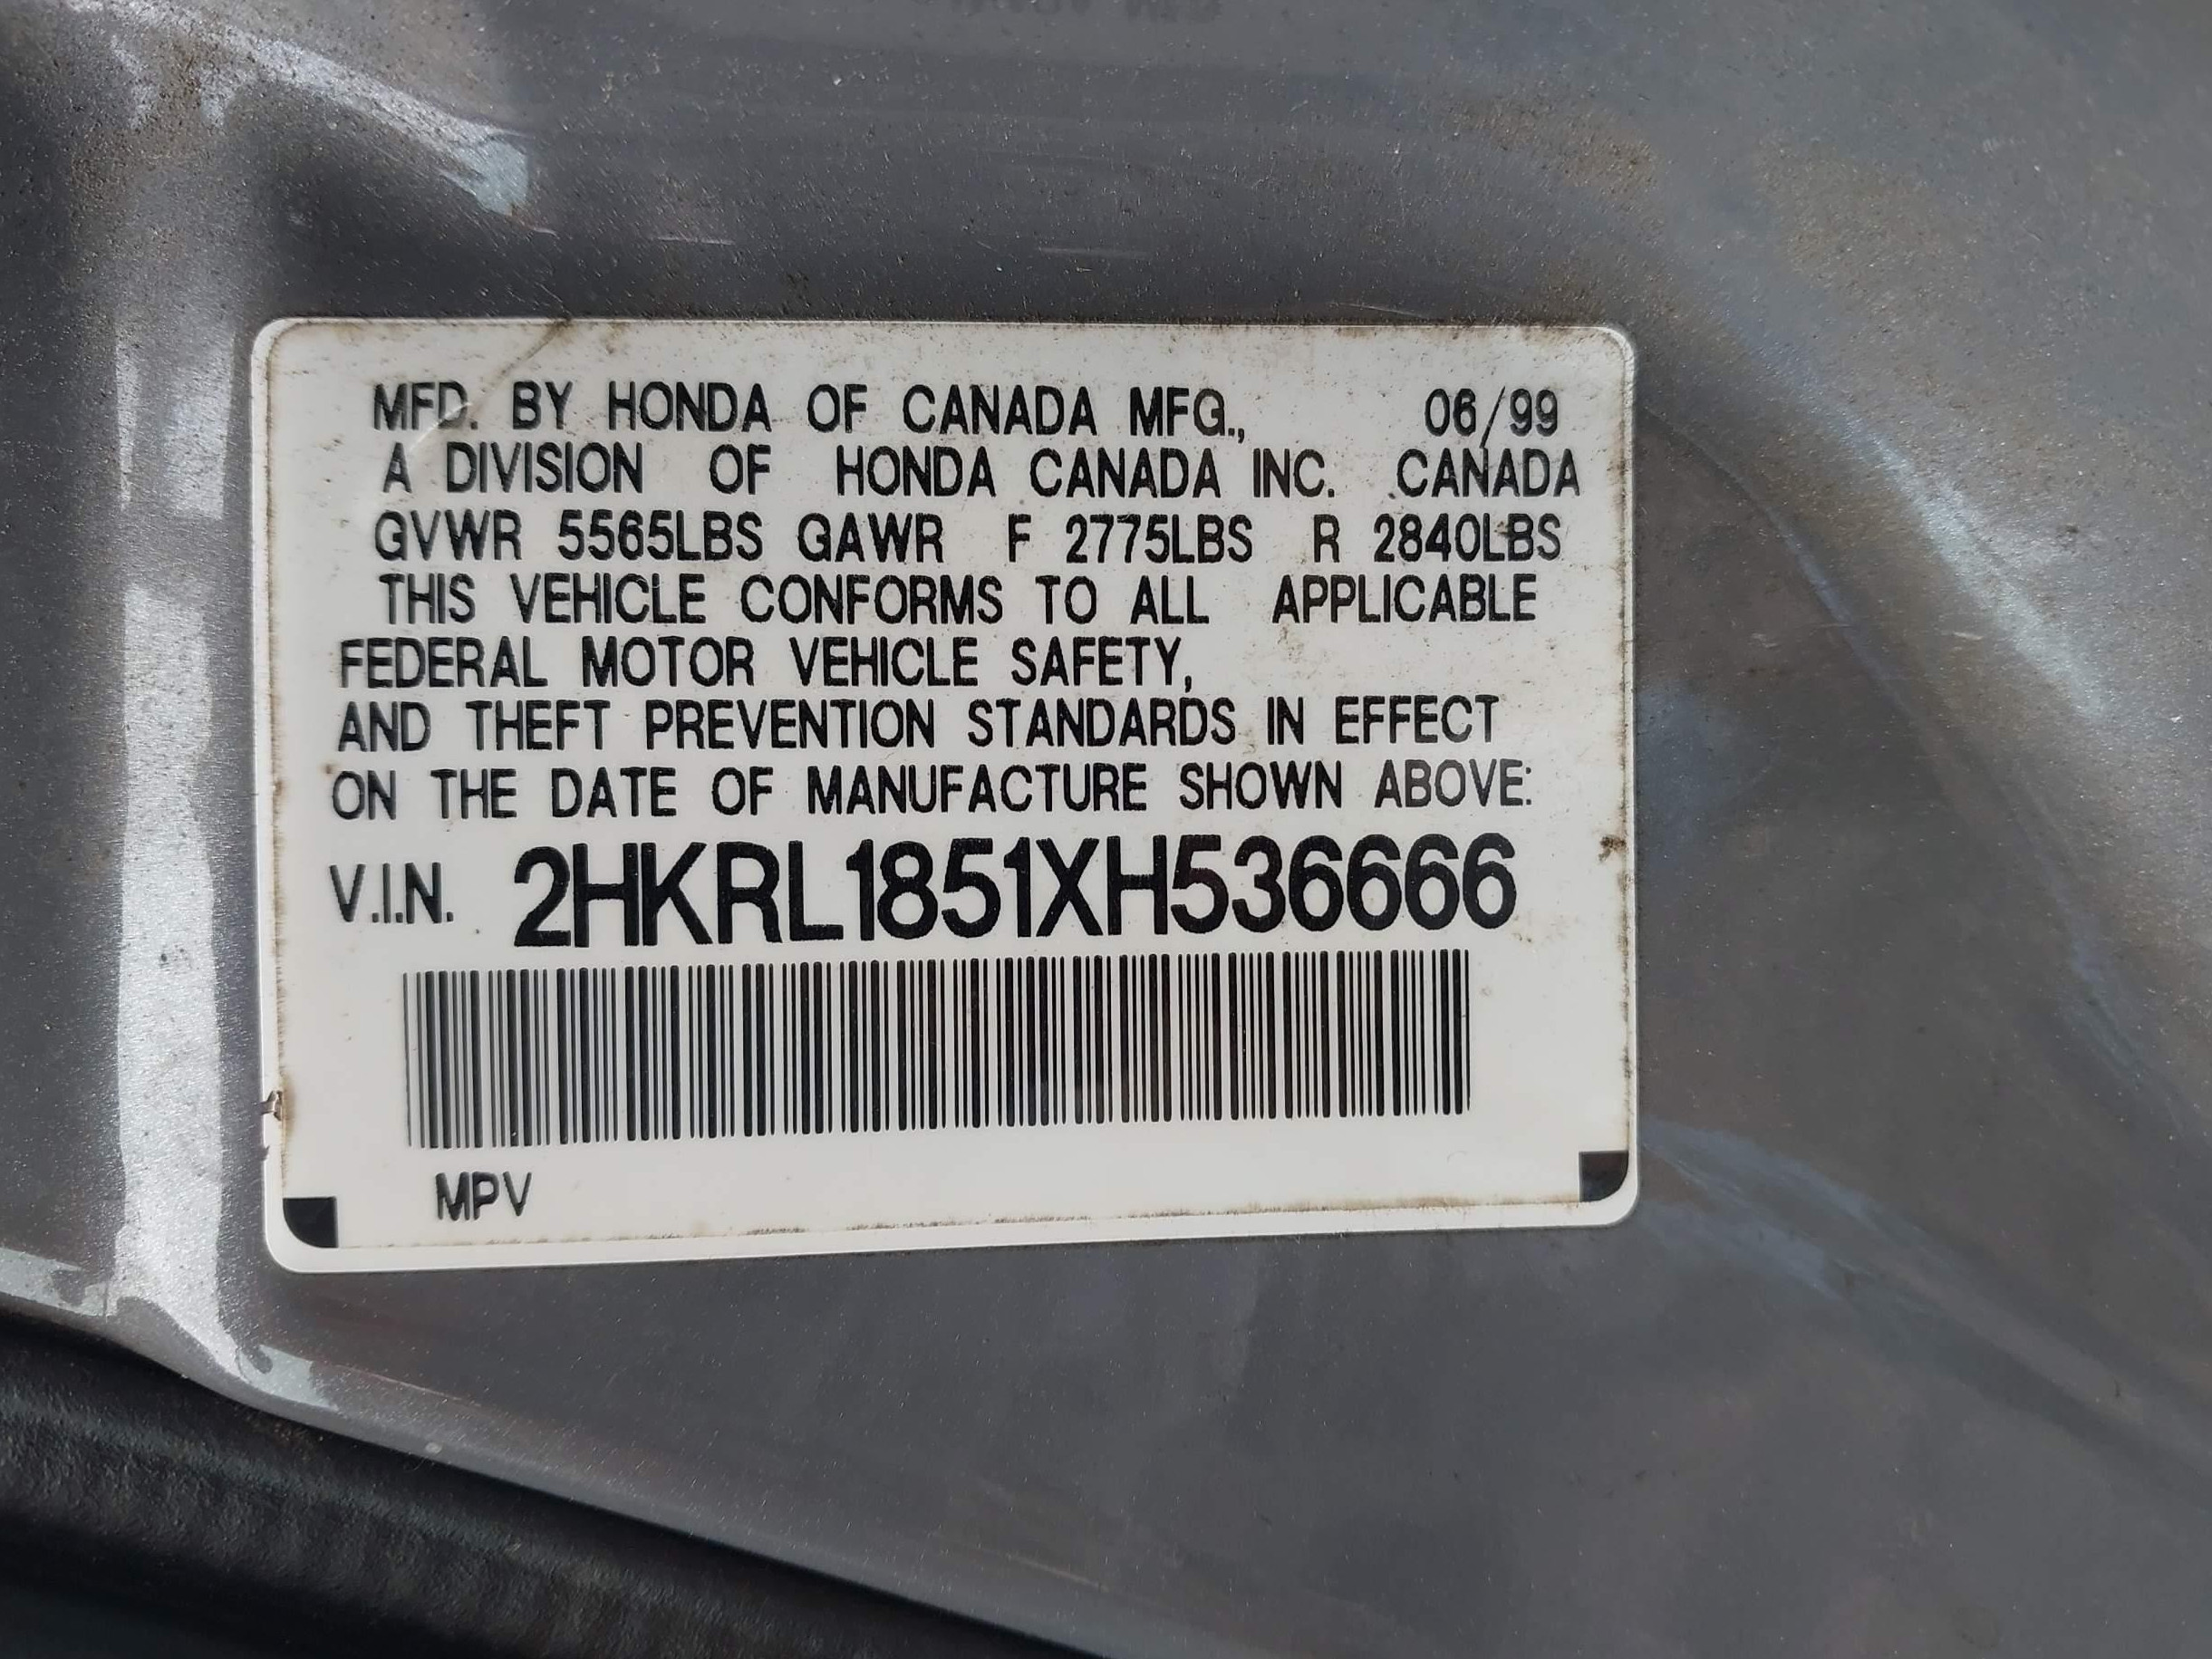 MFD. BY HONDA OF CANADA MFG., 06/99
A DIVISION OF HONDA CANADA INC. CANADA
GVWR 5565LBS GAWR F 2775LBS R 2840LBS
THIS VEHICLE CONFORMS TO ALL APPLICABLE
FEDERAL MOTOR VEHICLE SAFETY,
AND THEFT PREVENTION STANDARDS IN EFFECT
ON THE DATE OF MANUFACTURE SHOWN ABOVE:
V.I.N. 2HKRL1851XH536666
MPV